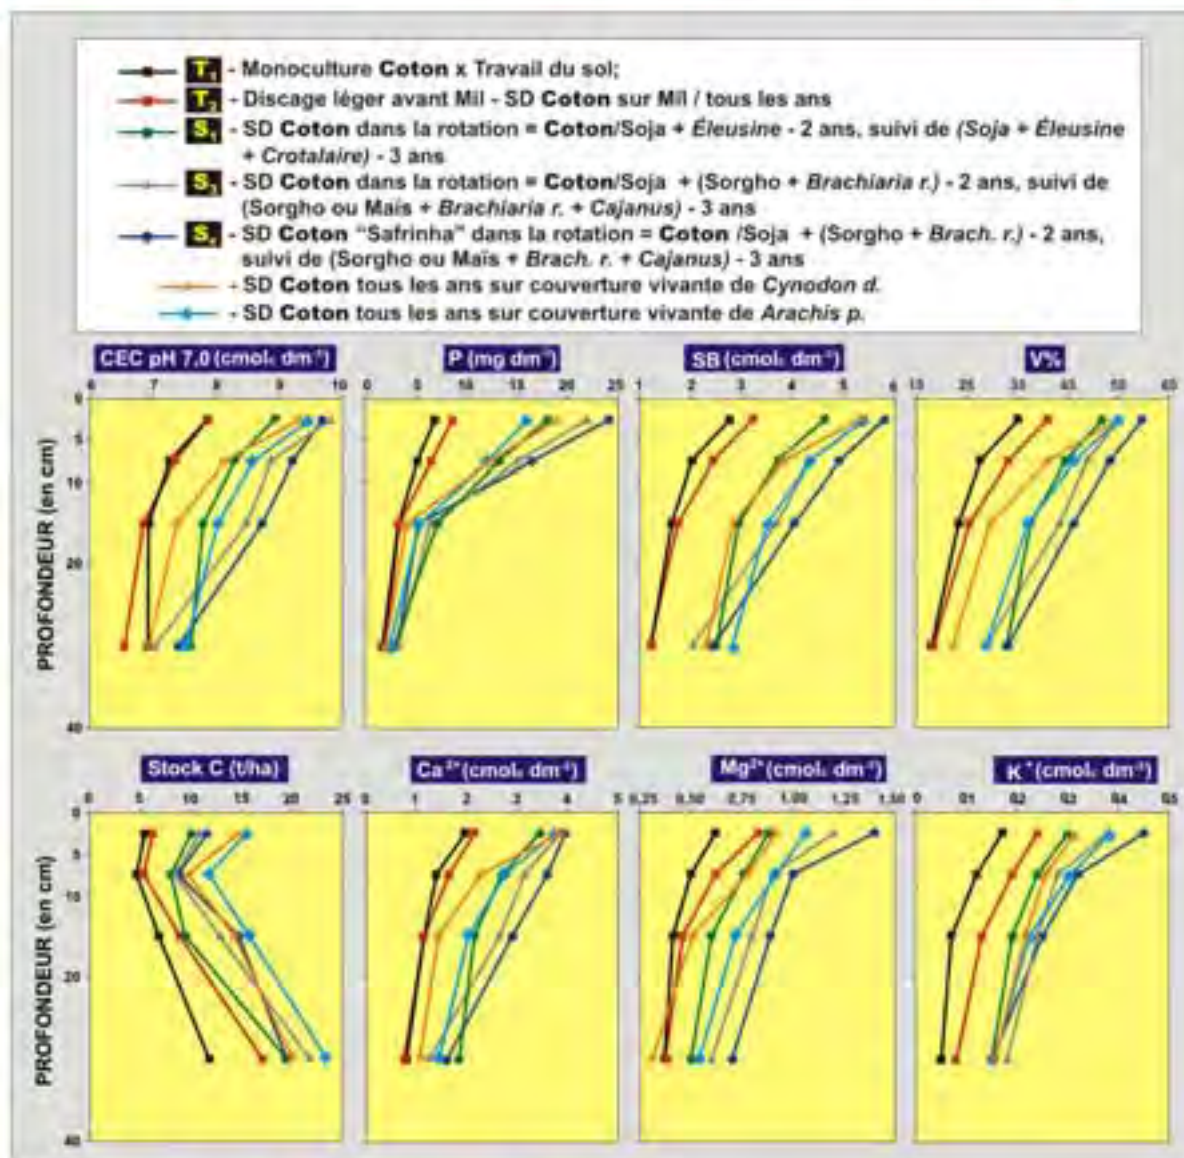 T₁ - Monoculture Coton x Travail du sol;
T₂ - Discage léger avant Mil - SD Coton sur Mil / tous les ans
S₁ - SD Coton dans la rotation = Coton/Soja + Éleusine - 2 ans, suivi de (Soja + Éleusine
+ Crotalaire) - 3 ans
S₃ - SD Coton dans la rotation = Coton/Soja + (Sorgho + Brachiaria r.) - 2 ans, suivi de
(Sorgho ou Maïs + Brachiaria r. + Cajanus) - 3 ans
S - SD Coton "Safrinha" dans la rotation = Coton /Soja + (Sorgho + Brach. r.) - 2 ans,
suivi de (Sorgho ou Maïs + Brach. r. + Cajanus) - 3 ans
- SD Coton tous les ans sur couverture vivante de Cynodon d.
- SD Coton tous les ans sur couverture vivante de Arachis p.
CEC pH 7,0 (cmolc dm⁻³) P (mg dm⁻³) SB (cmolc dm⁻³) V%
6 7 8 9 10 0 5 10 15 20 25 1 2 3 4 5 6 15 25 35 45 55 65
0
5
10
20
40
PROFONDEUR (en cm)
Stock C (t/ha) Ca²⁺ (cmolc dm⁻³) Mg²⁺ (cmolc dm⁻³) K⁺ (cmolc dm⁻³)
0 5 10 15 20 25 0 1 2 3 4 5 0,25 0,50 0,75 1,00 1,25 1,50 0 0,1 0,2 0,3 0,4 0,5
0
5
10
20
40
PROFONDEUR (en cm)